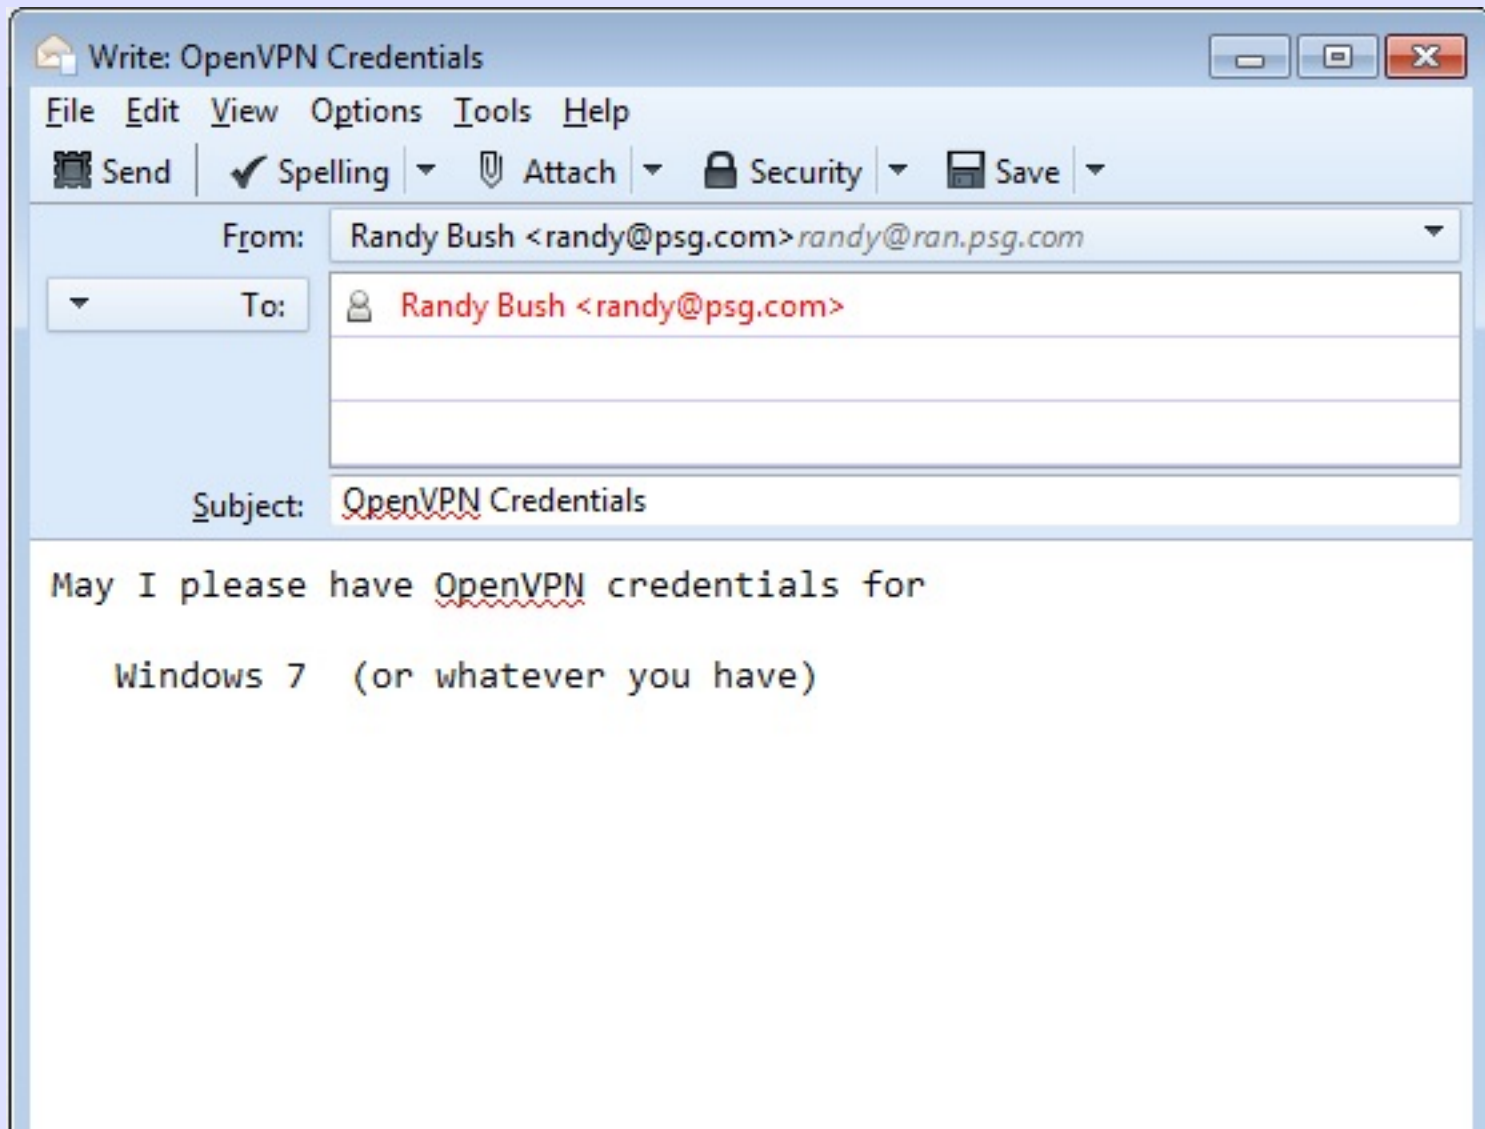 Write: OpenVPN Credentials
File Edit View Options Tools Help
Send Spelling Attach Security Save
From: Randy Bush <randy@psg.com> randy@ran.psg.com
To: Randy Bush <randy@psg.com>
Subject: OpenVPN Credentials
May I please have OpenVPN credentials for
Windows 7 (or whatever you have)